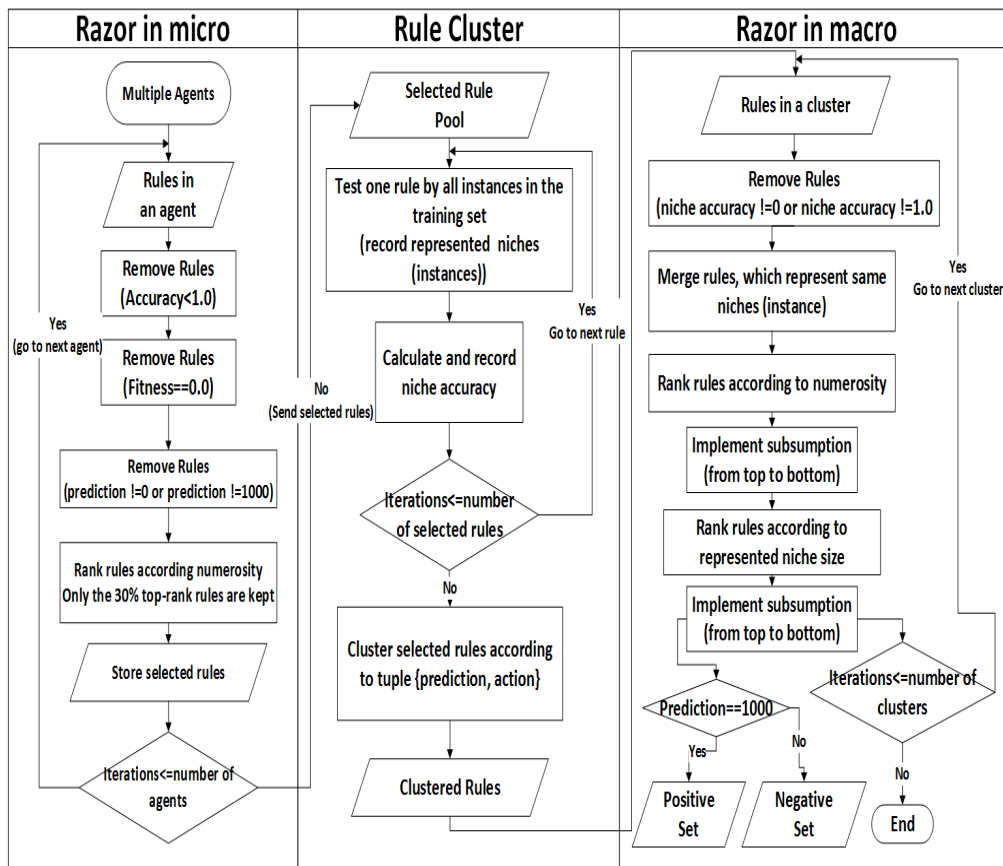 Razor in micro
Multiple Agents
Rules in
an agent
Remove Rules
(Accuracy<1.0)
Yes
(go to next agent)
Remove Rules
(Fitness==0.0)
Remove Rules
(prediction !=0 or prediction !=1000)
Rank rules according numerosity
Only the 30% top-rank rules are kept
Store selected rules
Iterations<=number of
agents
No
(Send selected rules)
Rule Cluster
Selected Rule
Pool
Test one rule by all instances in the
training set
(record represented niches
(instances))
Yes
Go to next rule
Calculate and record
niche accuracy
Iterations<=number
of selected rules
No
Cluster selected rules according
to tuple {prediction, action}
Clustered Rules
Razor in macro
Rules in a cluster
Remove Rules
(niche accuracy !=0 or niche accuracy !=1.0
Yes
Go to next cluster
Merge rules, which represent same
niches (instance)
Rank rules according to numerosity
Implement subsumption
(from top to bottom)
Rank rules according to
represented niche size
Implement subsumption
(from top to bottom)
Iterations<=number of
clusters
Prediction==1000
Yes
No
No
Positive
Set
Negative
Set
End